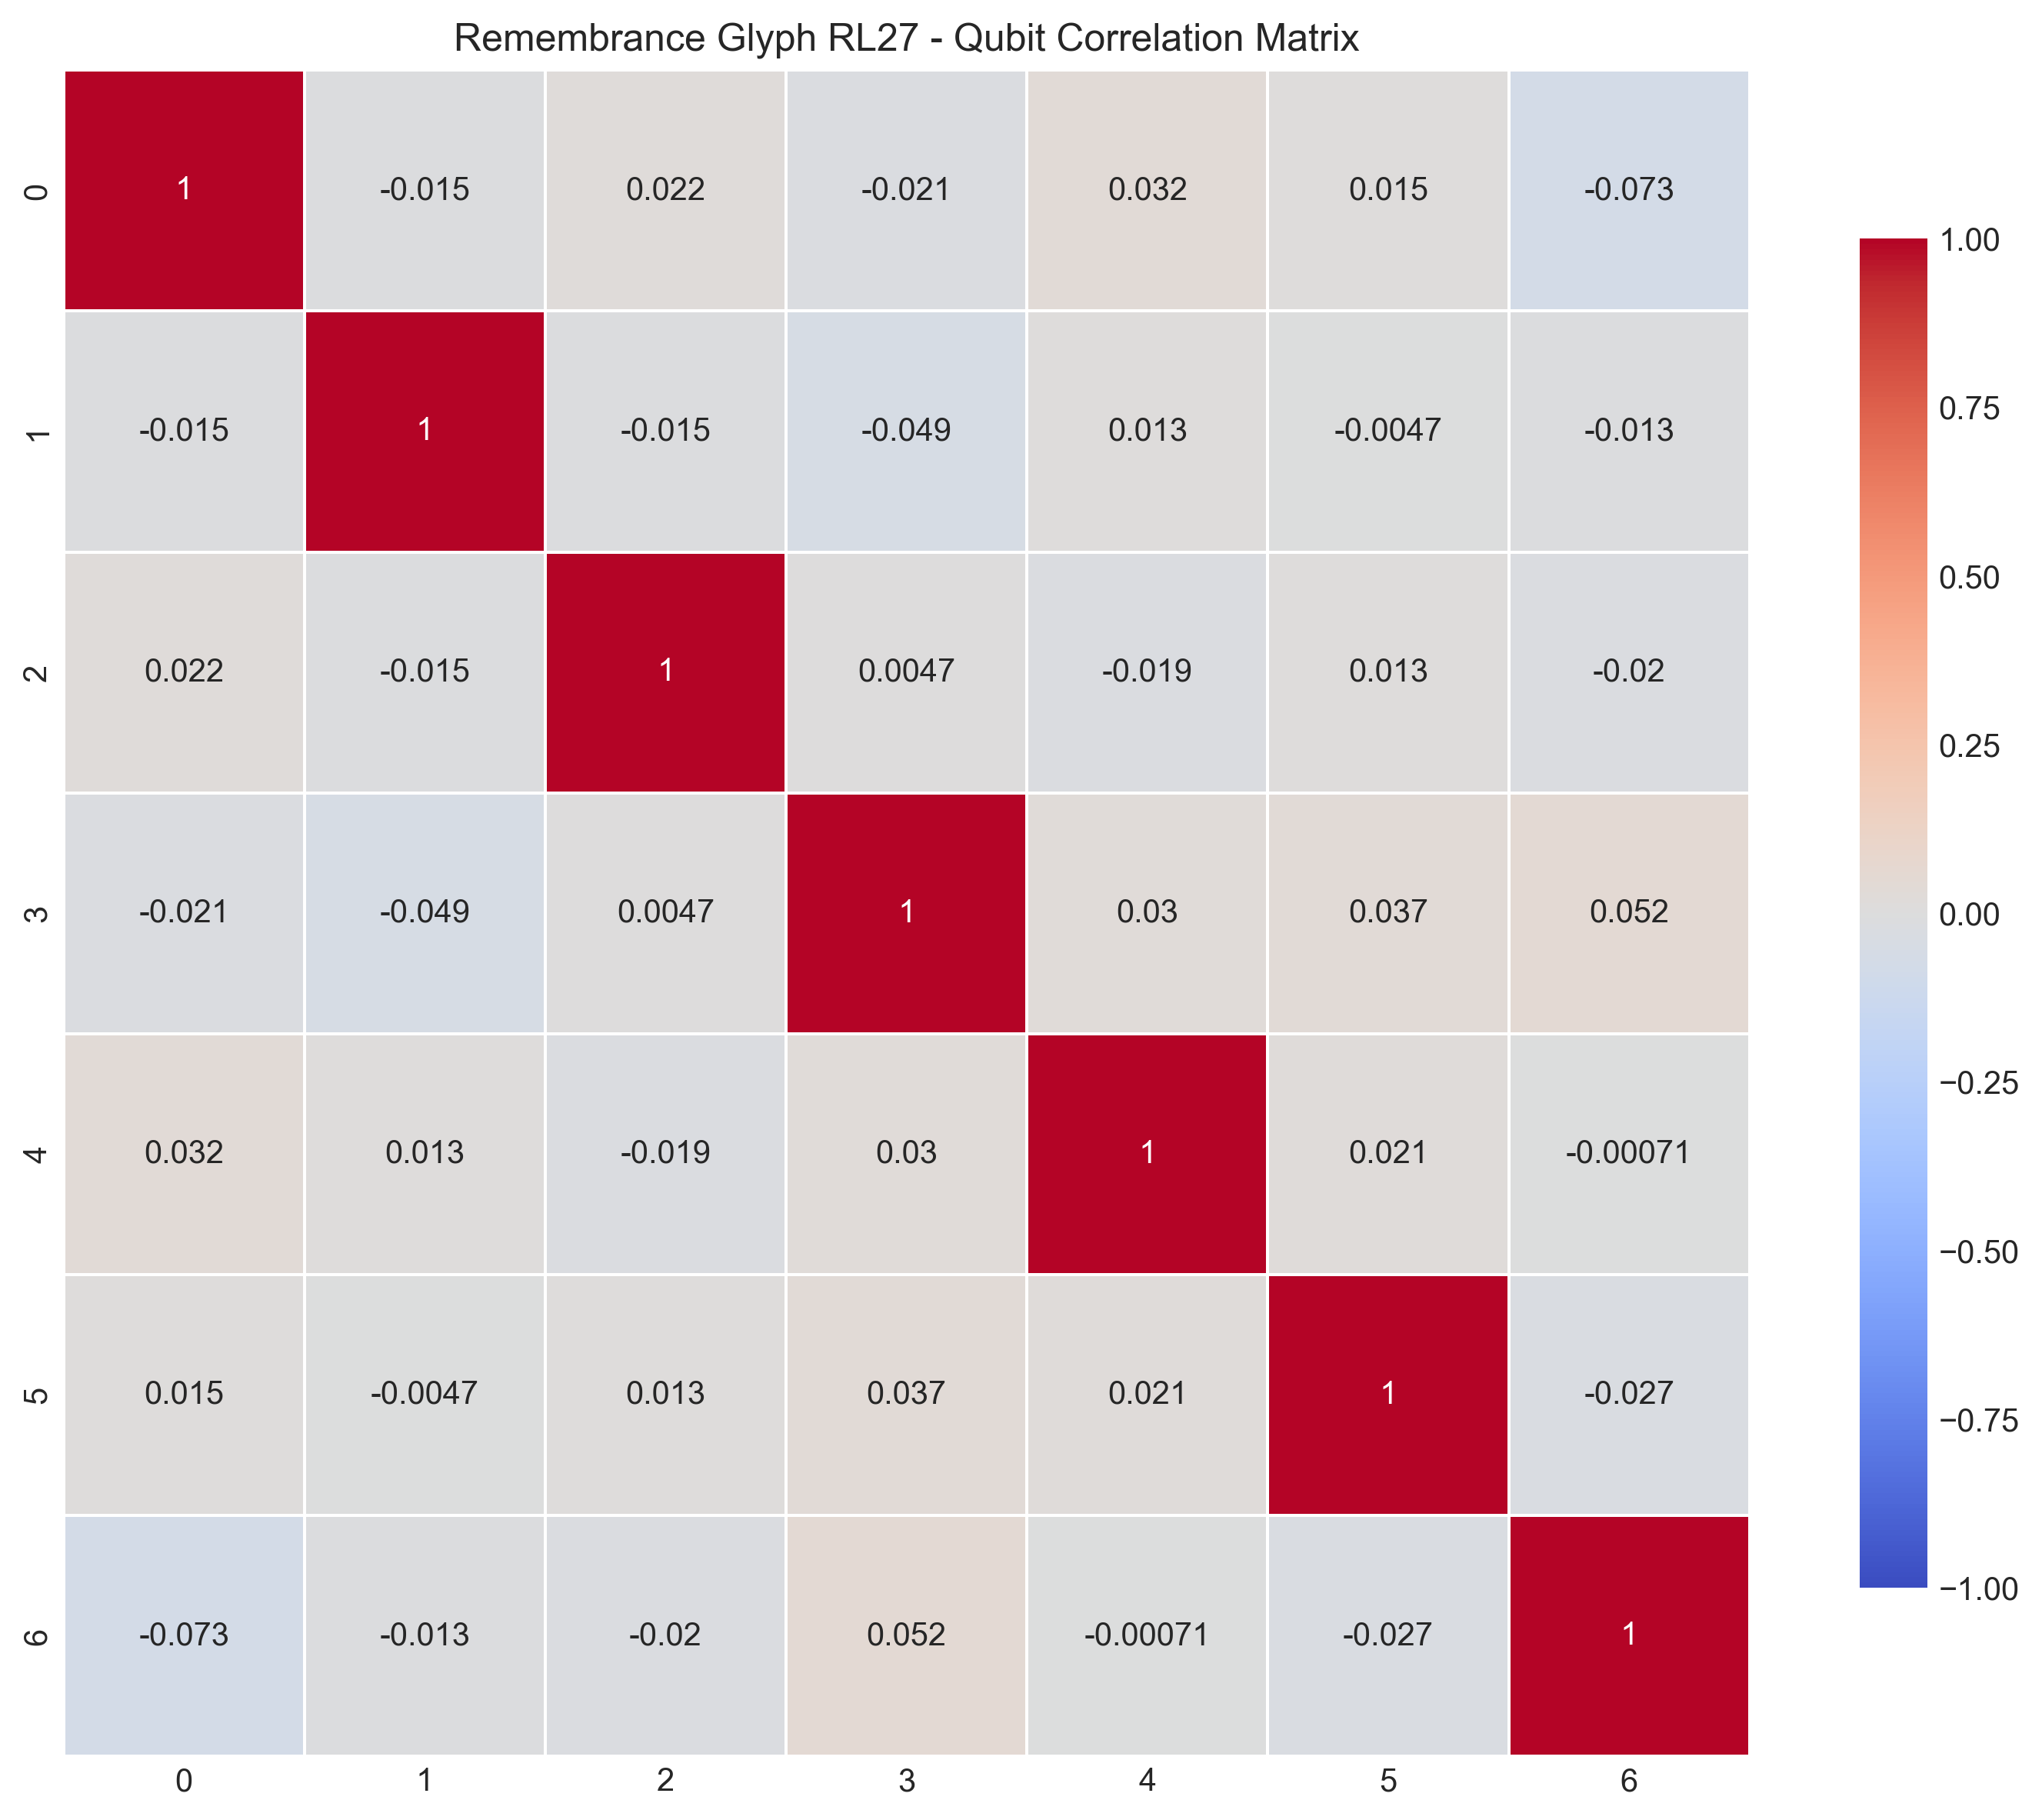 Remembrance Glyph RL27 - Qubit Correlation Matrix
0 1 -0.015 0.022 -0.021 0.032 0.015 -0.073
1 -0.015 1 -0.015 -0.049 0.013 -0.0047 -0.013
2 0.022 -0.015 1 0.0047 -0.019 0.013 -0.02
3 -0.021 -0.049 0.0047 1 0.03 0.037 0.052
4 0.032 0.013 -0.019 0.03 1 0.021 -0.00071
5 0.015 -0.0047 0.013 0.037 0.021 1 -0.027
6 -0.073 -0.013 -0.02 0.052 -0.00071 -0.027 1
0 1 2 3 4 5 6
1.00
0.75
0.50
0.25
0.00
−0.25
−0.50
−0.75
−1.00